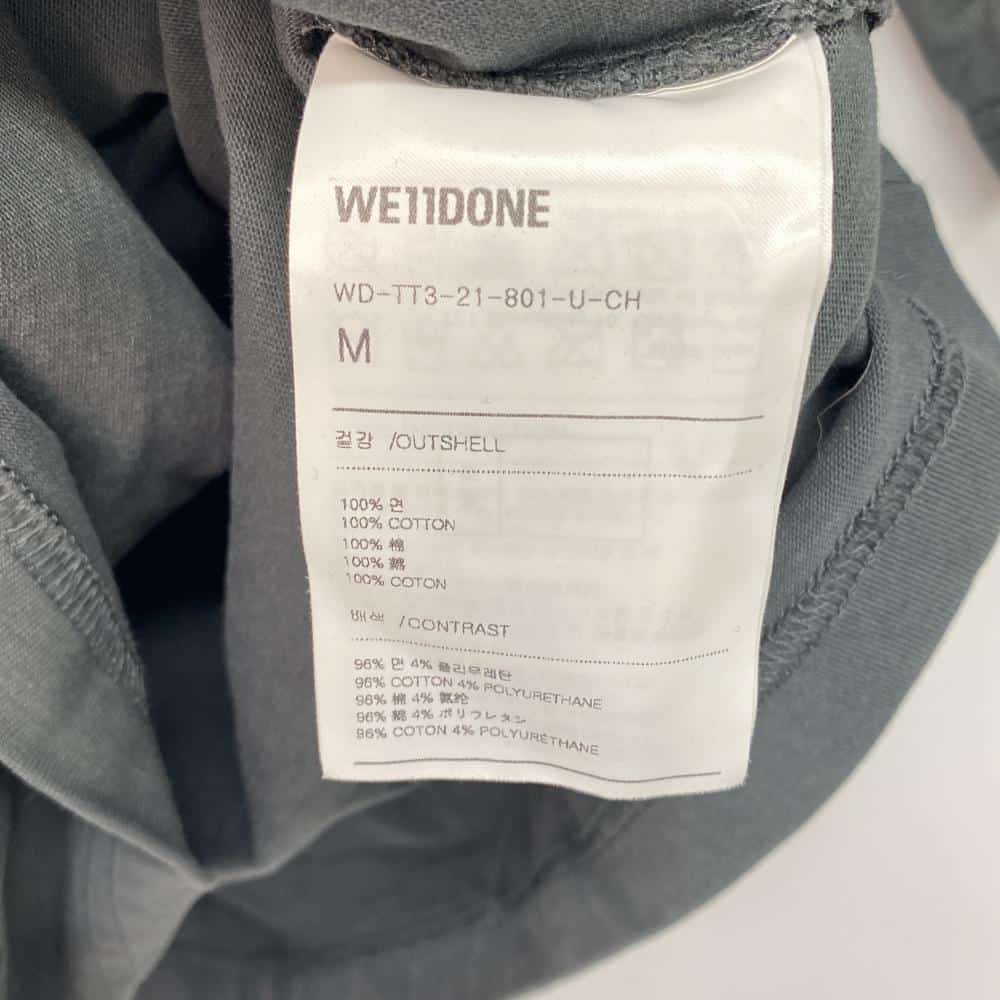 WE11DONE
WD-TT3-21-801-U-CH
M
겉감 /OUTSHELL
100% 면
100% COTTON
100% 棉
100% 綿
100% COTON
배색 /CONTRAST
96% 면 4% 폴리우레탄
96% COTTON 4% POLYURETHANE
96% 棉 4% 氨纶
96% 綿 4% ポリウレタン
96% COTON 4% POLYURETHANE